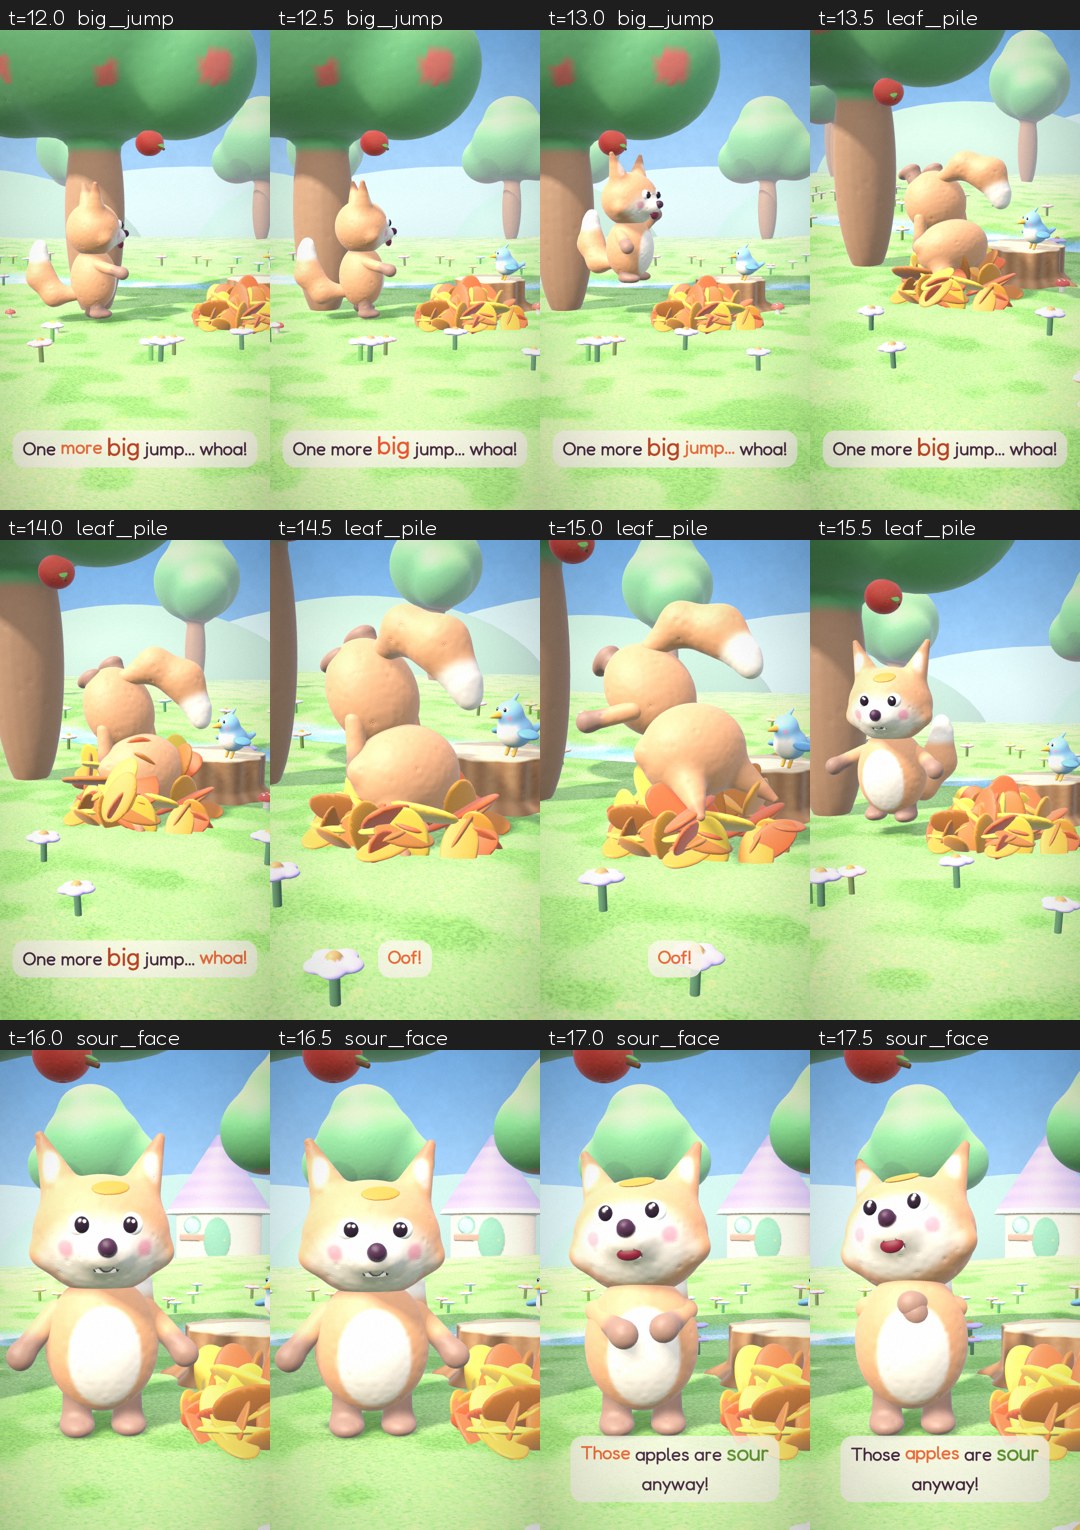 t=12.0 big_jump
t=12.5 big_jump
t=13.0 big_jump
t=13.5 leaf_pile
One more big jump... whoa!
One more big jump... whoa!
One more big jump... whoa!
One more big jump... whoa!
t=14.0 leaf_pile
t=14.5 leaf_pile
t=15.0 leaf_pile
t=15.5 leaf_pile
One more big jump... whoa!
Oof!
Oof!
t=16.0 sour_face
t=16.5 sour_face
t=17.0 sour_face
t=17.5 sour_face
Those apples are sour
anyway!
Those apples are sour
anyway!